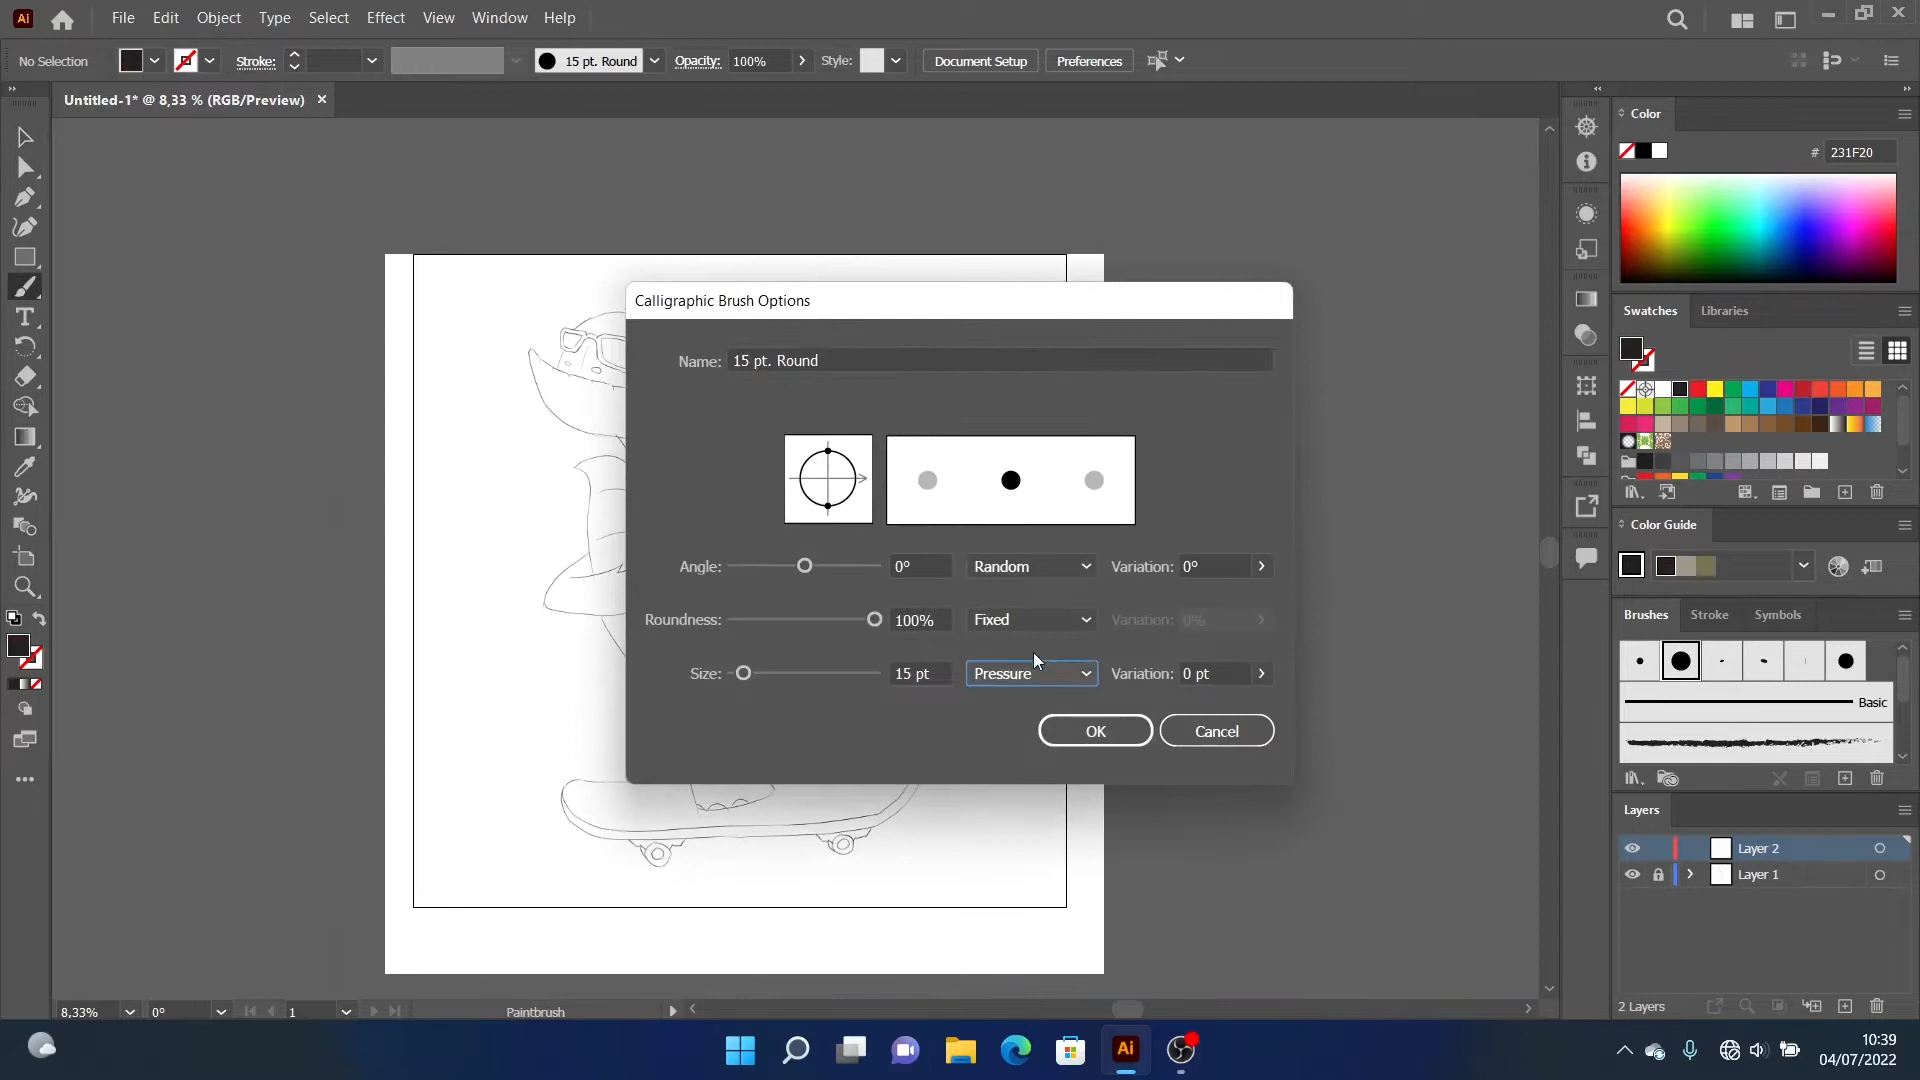 Ai File Edit Object Type Select Effect View Window Help
No Selection Stroke: 15 pt. Round Opacity: 100% Style: Document Setup Preferences
Untitled-1* @ 8,33 % (RGB/Preview)
Color
# 231F20
Swatches Libraries
Color Guide
Brushes Stroke Symbols
Basic
Layers
Layer 2
Layer 1
2 Layers
Calligraphic Brush Options
Name: 15 pt. Round
Angle: 0° Random Variation: 0°
Roundness: 100% Fixed Variation: 0%
Size: 15 pt Pressure Variation: 0 pt
OK Cancel
8,33% 0° 1 Paintbrush
Ai
10:39
04/07/2022